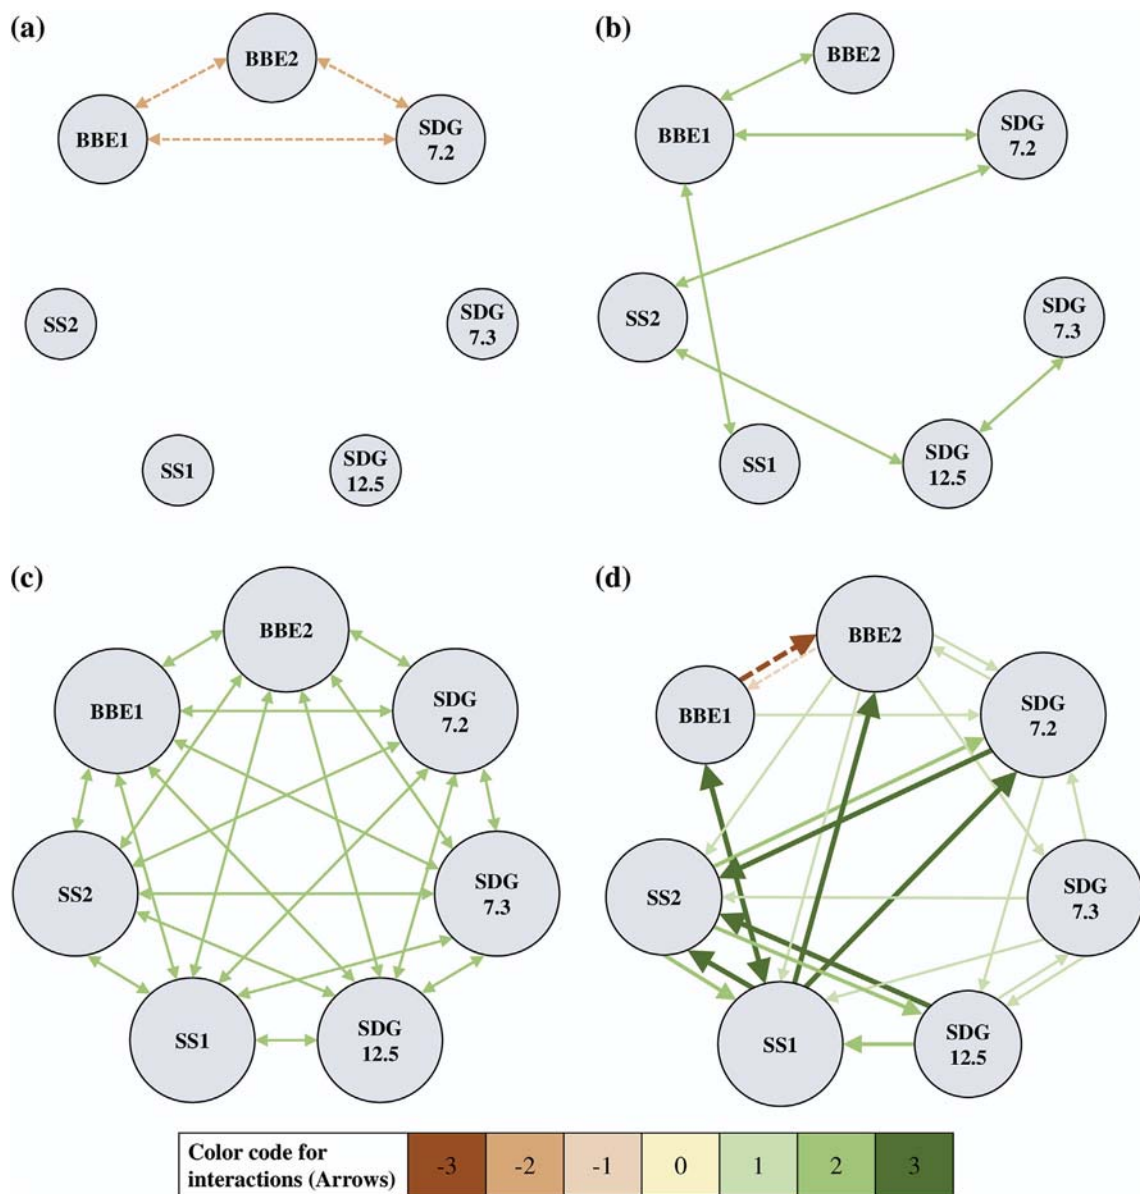 (a)
BBE2
BBE1
SDG
7.2
SS2
SDG
7.3
SS1
SDG
12.5
(b)
BBE2
BBE1
SDG
7.2
SS2
SDG
7.3
SS1
SDG
12.5
(c)
BBE2
BBE1
SDG
7.2
SS2
SDG
7.3
SS1
SDG
12.5
(d)
BBE2
BBE1
SDG
7.2
SS2
SDG
7.3
SS1
SDG
12.5
Color code for
interactions (Arrows)
-3 -2 -1 0 1 2 3